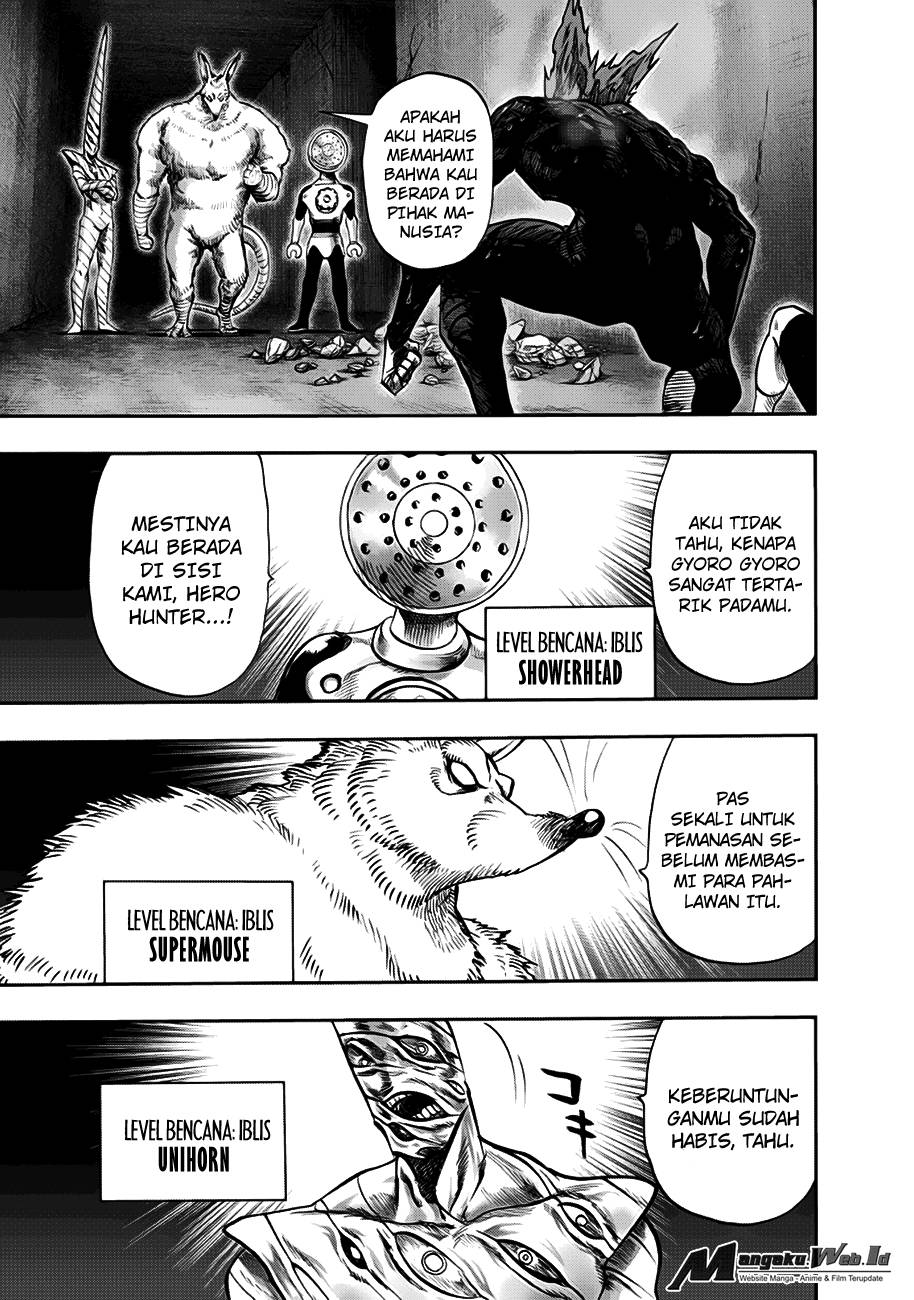 APAKAH
AKU HARUS
MEMAHAMI
BAHWA KAU
BERADA DI
PIHAK MA-
NUSIA?
AKU TIDAK
TAHU, KENAPA
GYORO GYORO
SANGAT TERTA-
RIK PADAMU.
MESTINYA
KAU BERADA
DI SISI
KAMI, HERO
HUNTER...!
LEVEL BENCANA: IBLIS
SHOWERHEAD
PAS
SEKALI UNTUK
PEMANASAN SE-
BELUM MEMBAS-
MI PARA PAH-
LAWAN ITU.
LEVEL BENCANA: IBLIS
SUPERMOUSE
KEBERUNTUN-
GANMU SUDAH
HABIS, TAHU.
コキ
LEVEL BENCANA: IBLIS
UNIHORN
Mangaku.Web.Id
Website Manga - Anime & Film Terupdate